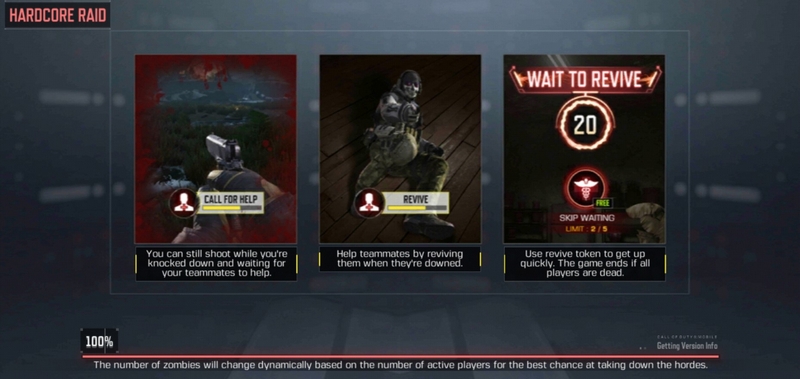 HARDCORE RAID
CALL FOR HELP
You can still shoot while you're
knocked down and waiting for
your teammates to help.
REVIVE
Help teammates by reviving
them when they're downed.
WAIT TO REVIVE
20
FREE
SKIP WAITING
LIMIT : 2 / 5
Use revive token to get up
quickly. The game ends if all
players are dead.
100%
CALL OF DUTY MOBILE
Getting Version Info
The number of zombies will change dynamically based on the number of active players for the best chance at taking down the hordes.